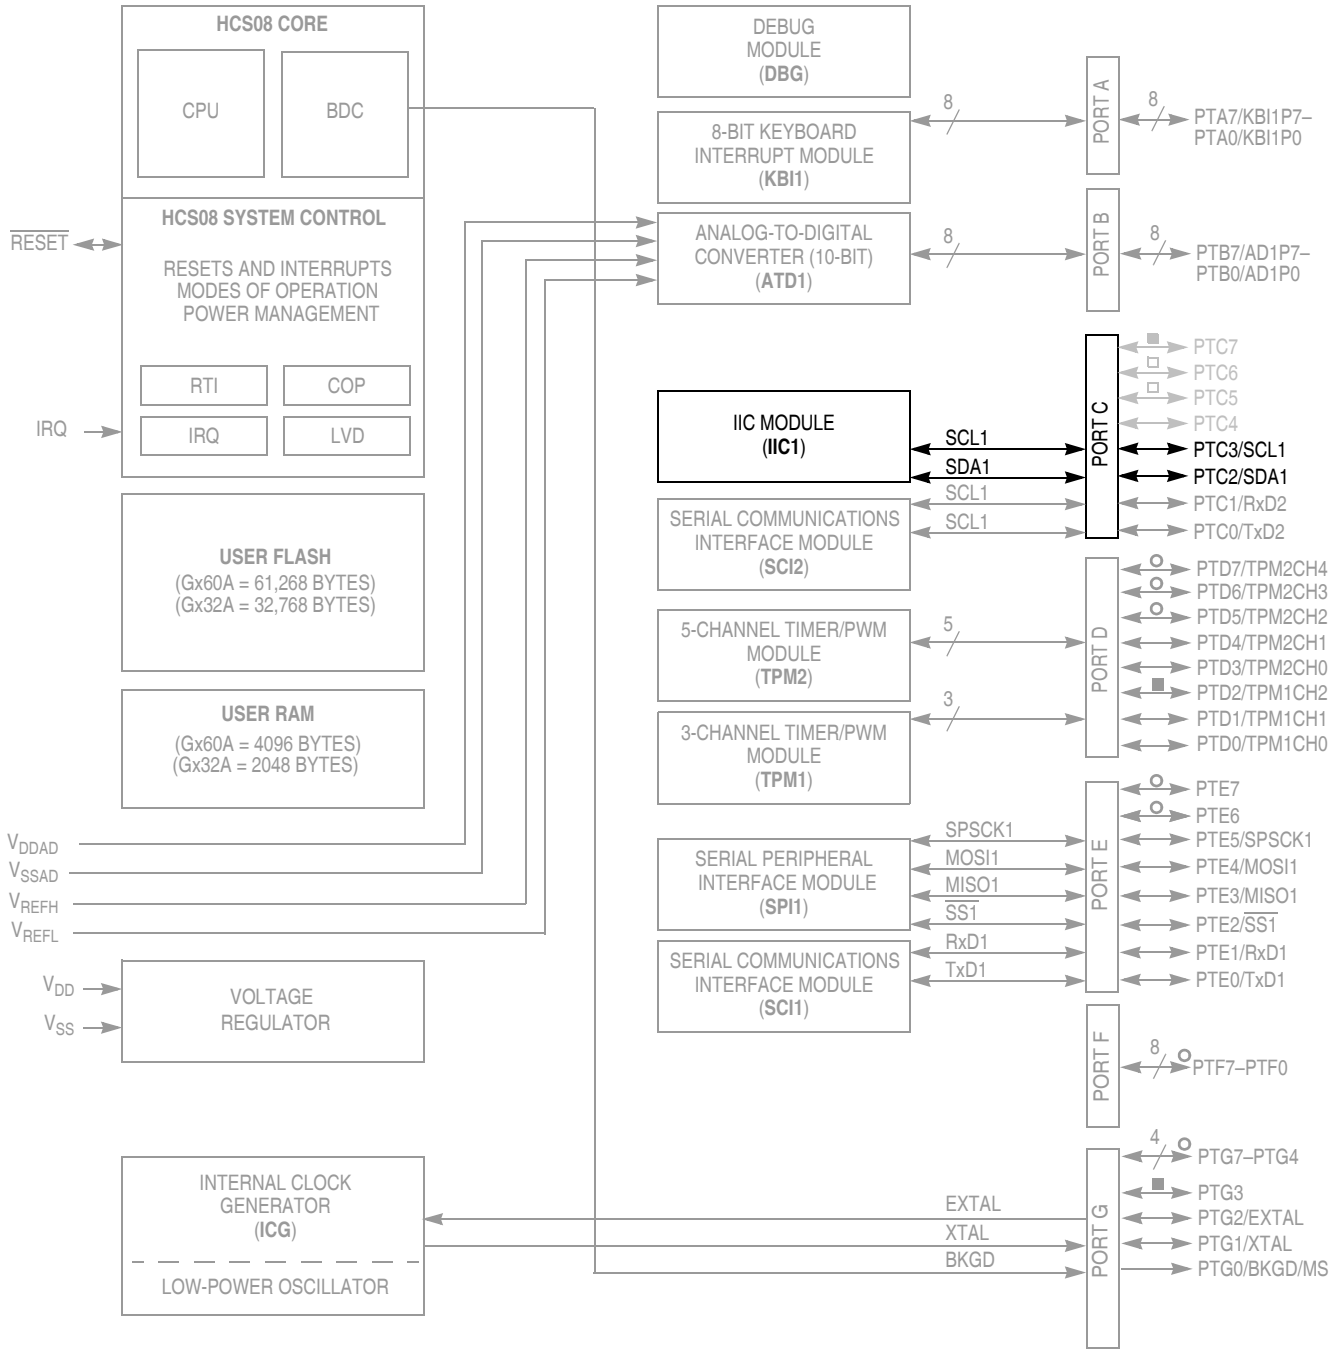 HCS08 CORE
CPU
BDC
HCS08 SYSTEM CONTROL
RESETS AND INTERRUPTS
MODES OF OPERATION
POWER MANAGEMENT
RTI
COP
IRQ
LVD
RESET
IRQ
USER FLASH
(Gx60A = 61,268 BYTES)
(Gx32A = 32,768 BYTES)
USER RAM
(Gx60A = 4096 BYTES)
(Gx32A = 2048 BYTES)
VDDAD
VSSAD
VREFH
VREFL
VDD
VSS
VOLTAGE
REGULATOR
INTERNAL CLOCK
GENERATOR
(ICG)
LOW-POWER OSCILLATOR
DEBUG
MODULE
(DBG)
8-BIT KEYBOARD
INTERRUPT MODULE
(KBI1)
8
ANALOG-TO-DIGITAL
CONVERTER (10-BIT)
(ATD1)
8
IIC MODULE
(IIC1)
SCL1
SDA1
SERIAL COMMUNICATIONS
INTERFACE MODULE
(SCI2)
SCL1
SCL1
5-CHANNEL TIMER/PWM
MODULE
(TPM2)
5
3-CHANNEL TIMER/PWM
MODULE
(TPM1)
3
SERIAL PERIPHERAL
INTERFACE MODULE
(SPI1)
SPSCK1
MOSI1
MISO1
SS1
SERIAL COMMUNICATIONS
INTERFACE MODULE
(SCI1)
RxD1
TxD1
EXTAL
XTAL
BKGD
PORT A
8
PTA7/KBI1P7–
PTA0/KBI1P0
PORT B
8
PTB7/AD1P7–
PTB0/AD1P0
PORT C
PTC7
PTC6
PTC5
PTC4
PTC3/SCL1
PTC2/SDA1
PTC1/RxD2
PTC0/TxD2
PORT D
PTD7/TPM2CH4
PTD6/TPM2CH3
PTD5/TPM2CH2
PTD4/TPM2CH1
PTD3/TPM2CH0
PTD2/TPM1CH2
PTD1/TPM1CH1
PTD0/TPM1CH0
PORT E
PTE7
PTE6
PTE5/SPSCK1
PTE4/MOSI1
PTE3/MISO1
PTE2/SS1
PTE1/RxD1
PTE0/TxD1
PORT F
8
PTF7–PTF0
PORT G
4
PTG7–PTG4
PTG3
PTG2/EXTAL
PTG1/XTAL
PTG0/BKGD/MS